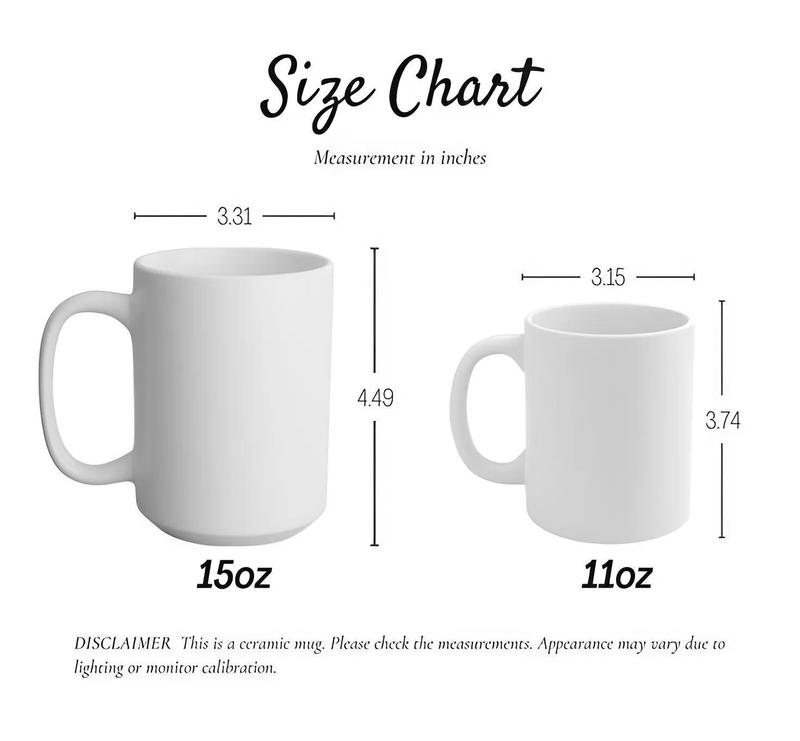 Size Chart
Measurement in inches
3.31
3.15
4.49
3.74
15oz
11oz
DISCLAIMER This is a ceramic mug. Please check the measurements. Appearance may vary due to
lighting or monitor calibration.